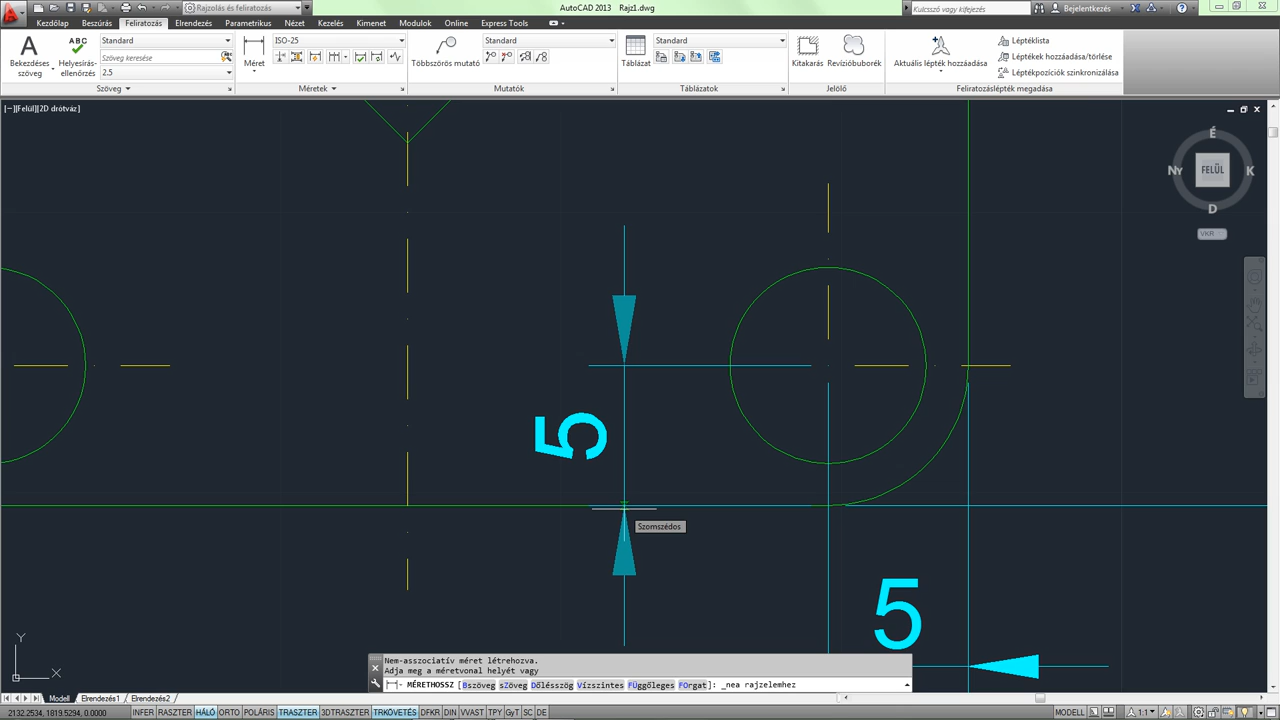 Rajzolás és feliratozás
AutoCAD 2013 Rajz1.dwg
Kulcsszó vagy kifejezés
Bejelentkezés
Kezdőlap Beszúrás Feliratozás Elrendezés Parametrikus Nézet Kezelés Kimenet Modulok Online Express Tools
Bekezdéses szöveg
ABC
Helyesírás-ellenőrzés
Standard
Szöveg keresése
2.5
Szöveg
Méret
ISO-25
Méretek
Többszörös mutató
Standard
Mutatók
Táblázat
Standard
Táblázatok
Kitakarás Revízióbuborék
Jelölő
Aktuális lépték hozzáadása
Léptéklista
Léptékek hozzáadása/törlése
Léptékpozíciók szinkronizálása
Feliratozáslépték megadása
[−][Felül][2D drótváz]
É
NY FELÜL K
D
VKR
5
Szomszédos
5
Y
X
Nem-asszociatív méret létrehozva.
Adja meg a méretvonal helyét vagy
MÉRETHOSSZ [Bszöveg sZöveg Dőlésszög Vízszintes FÜggőleges FOrgat]: _nea rajzelemhez
Modell Elrendezés1 Elrendezés2
2132.2534, 1819.5294, 0.0000 INFER RASZTER HÁLÓ ORTO POLÁRIS TRASZTER 3DTRASZTER TRKÖVETÉS DFKR DIN VVAST TPY GyT SC DE MODELL 1:1